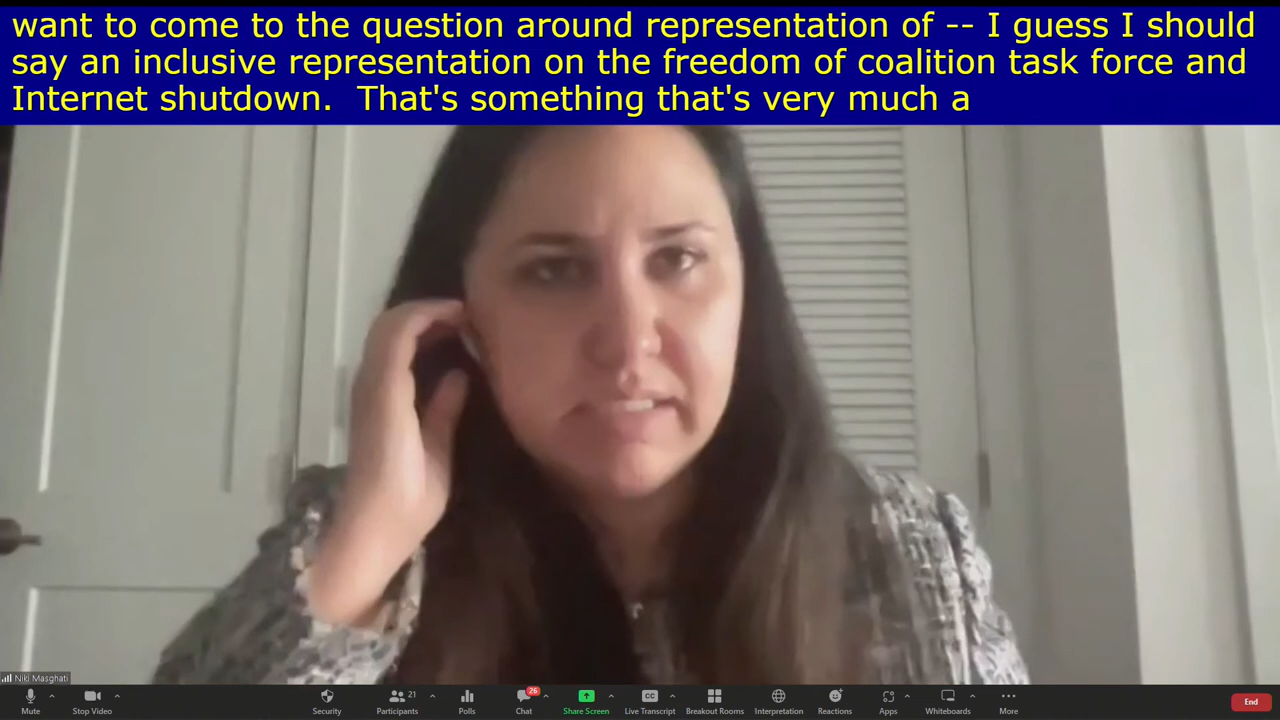 want to come to the question around representation of -- I guess I should
say an inclusive representation on the freedom of coalition task force and
Internet shutdown.  That's something that's very much a
Niki Masghati
Mute
Stop Video
Security
21
Participants
Polls
26
Chat
Share Screen
CC
Live Transcript
Breakout Rooms
Interpretation
Reactions
Apps
Whiteboards
More
End